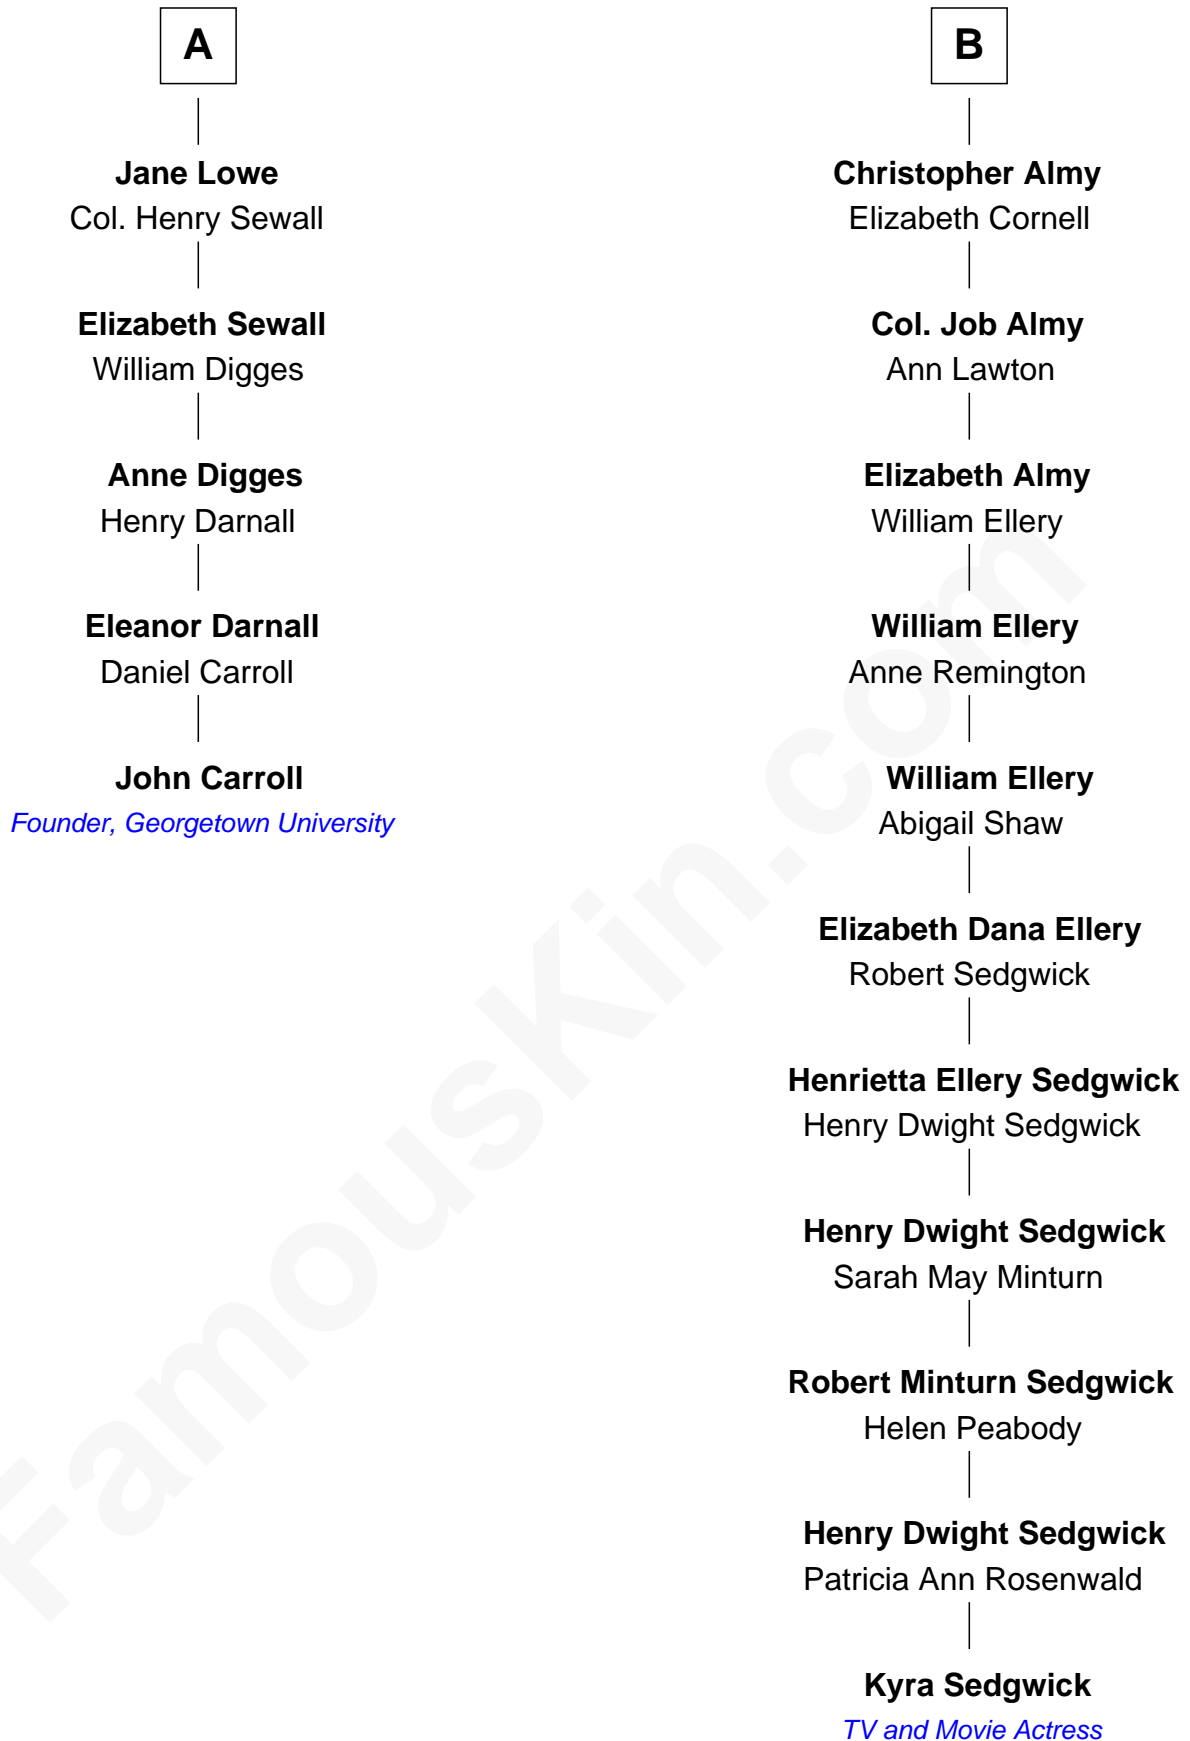 A
Jane Lowe
Col. Henry Sewall
Elizabeth Sewall
William Digges
Anne Digges
Henry Darnall
Eleanor Darnall
Daniel Carroll
John Carroll
Founder, Georgetown University
B
Christopher Almy
Elizabeth Cornell
Col. Job Almy
Ann Lawton
Elizabeth Almy
William Ellery
William Ellery
Anne Remington
William Ellery
Abigail Shaw
Elizabeth Dana Ellery
Robert Sedgwick
Henrietta Ellery Sedgwick
Henry Dwight Sedgwick
Henry Dwight Sedgwick
Sarah May Minturn
Robert Minturn Sedgwick
Helen Peabody
Henry Dwight Sedgwick
Patricia Ann Rosenwald
Kyra Sedgwick
TV and Movie Actress
FamousKin.com